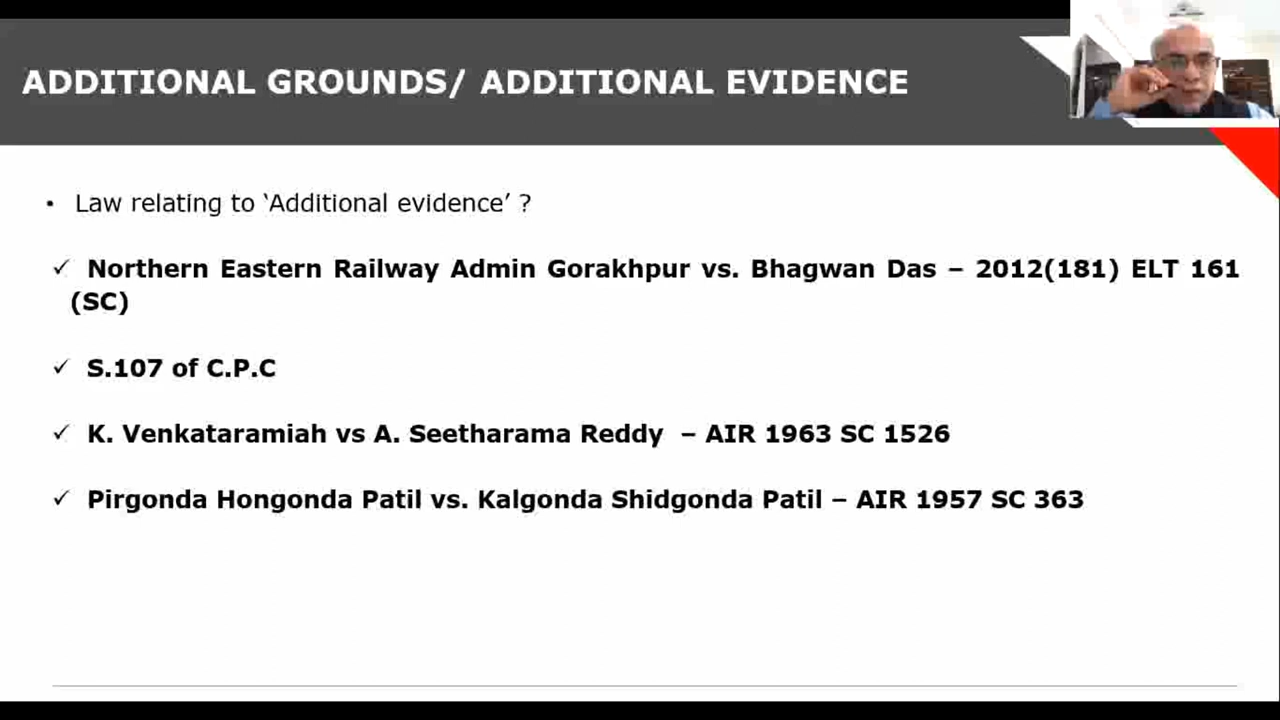 ADDITIONAL GROUNDS/ ADDITIONAL EVIDENCE
• Law relating to ‘Additional evidence’ ?
✓ Northern Eastern Railway Admin Gorakhpur vs. Bhagwan Das – 2012(181) ELT 161
(SC)
✓ S.107 of C.P.C
✓ K. Venkataramiah vs A. Seetharama Reddy – AIR 1963 SC 1526
✓ Pirgonda Hongonda Patil vs. Kalgonda Shidgonda Patil – AIR 1957 SC 363